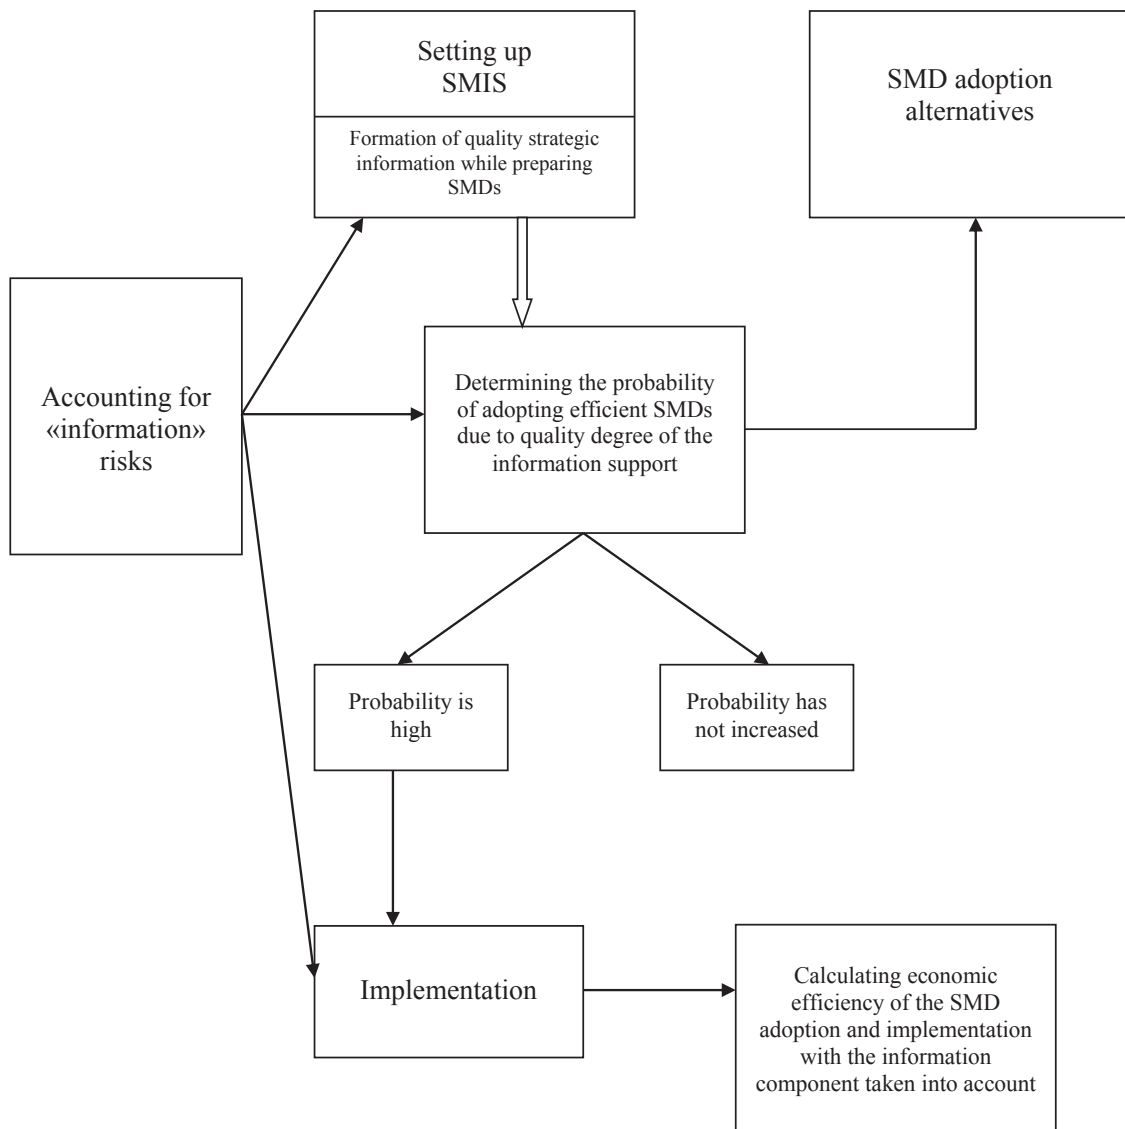 Setting up
SMIS
Formation of quality strategic
information while preparing
SMDs
SMD adoption
alternatives
Accounting for
«information»
risks
Determining the probability
of adopting efficient SMDs
due to quality degree of the
information support
Probability is
high
Probability has
not increased
Implementation
Calculating economic
efficiency of the SMD
adoption and implementation
with the information
component taken into account